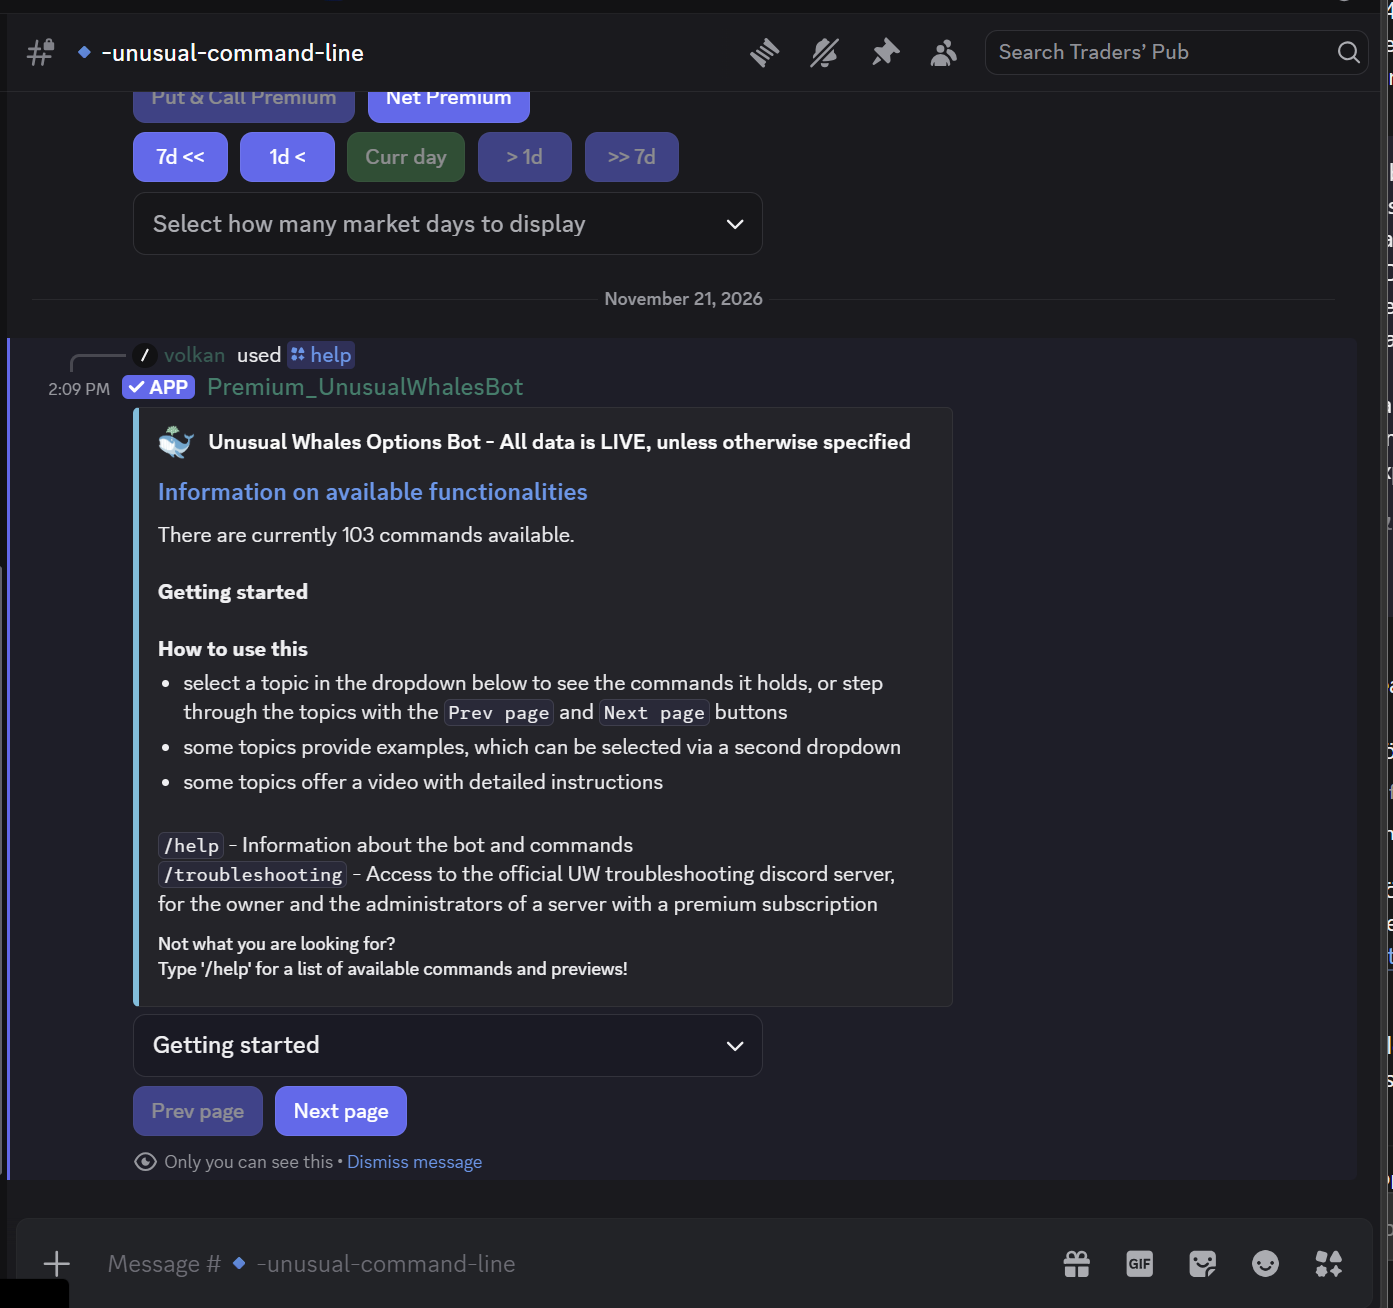 -unusual-command-line
Search Traders' Pub
Put & Call Premium
Net Premium
7d <<
1d <
Curr day
> 1d
>> 7d
Select how many market days to display
November 21, 2026
/ volkan used help
2:09 PM ✓ APP Premium_UnusualWhalesBot
Unusual Whales Options Bot - All data is LIVE, unless otherwise specified
Information on available functionalities
There are currently 103 commands available.
Getting started
How to use this
• select a topic in the dropdown below to see the commands it holds, or step
through the topics with the Prev page and Next page buttons
• some topics provide examples, which can be selected via a second dropdown
• some topics offer a video with detailed instructions
/help - Information about the bot and commands
/troubleshooting - Access to the official UW troubleshooting discord server,
for the owner and the administrators of a server with a premium subscription
Not what you are looking for?
Type '/help' for a list of available commands and previews!
Getting started
Prev page
Next page
Only you can see this • Dismiss message
Message # -unusual-command-line
GIF